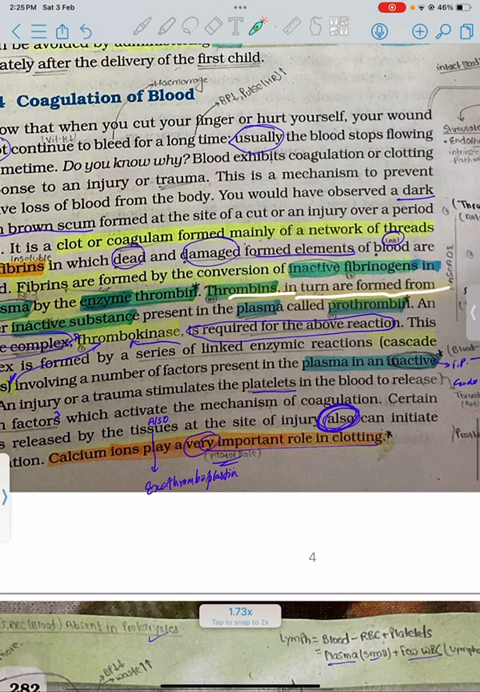 2:25 PM Sat 3 Feb
46%
ately after the delivery of the first child.
Haemorrage
4 Coagulation of Blood
ow that when you cut your finger or hurt yourself, your wound
ot continue to bleed for a long time; usually the blood stops flowing
metime. Do you know why? Blood exhibits coagulation or clotting
onse to an injury or trauma. This is a mechanism to prevent
ve loss of blood from the body. You would have observed a dark
n brown scum formed at the site of a cut or an injury over a period
. It is a clot or coagulam formed mainly of a network of threads
insoluble
fibrins in which dead and damaged formed elements of blood are
d. Fibrins are formed by the conversion of inactive fibrinogens in
sma by the enzyme thrombin. Thrombins, in turn are formed from
er inactive substance present in the plasma called prothrombin. An
e complex, thrombokinase, is required for the above reaction. This
ex is formed by a series of linked enzymic reactions (cascade
s) involving a number of factors present in the plasma in an inactive
An injury or a trauma stimulates the platelets in the blood to release
n factors which activate the mechanism of coagulation. Certain
Also
s released by the tissues at the site of injury also can initiate
tion. Calcium ions play a very important role in clotting.
(Major Role)
Exothromboplastin
4
1.73x
Tap to snap to 2x
(Blood) Absent in Prokaryotes
Lymph = Blood - RBC + Platelets
= Plasma (small) + Few WBC (Lympho
waste↑
282